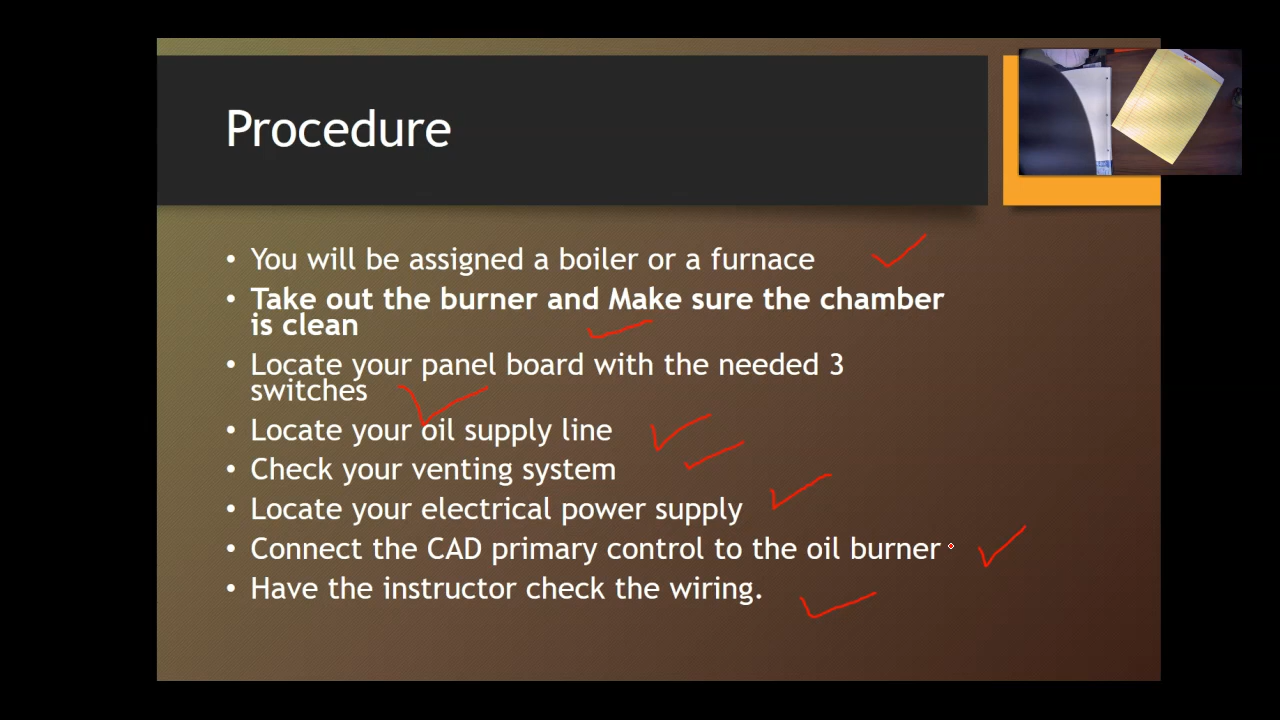 Procedure
• You will be assigned a boiler or a furnace
• Take out the burner and Make sure the chamber
is clean
• Locate your panel board with the needed 3
switches
• Locate your oil supply line
• Check your venting system
• Locate your electrical power supply
• Connect the CAD primary control to the oil burner
• Have the instructor check the wiring.